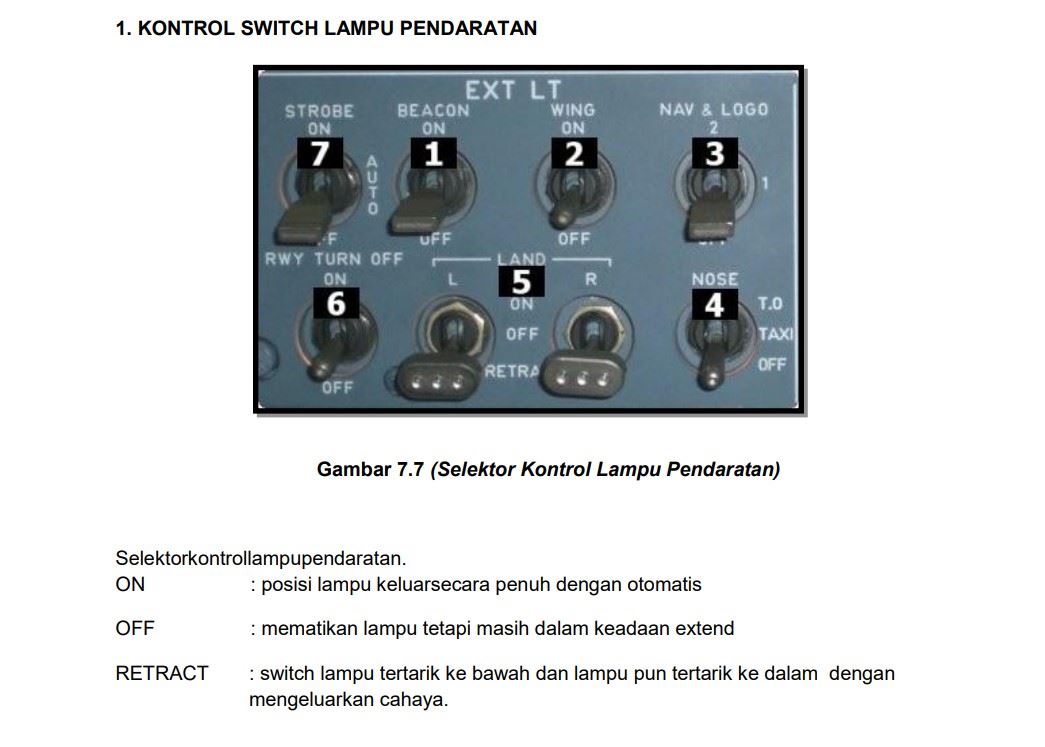 1. KONTROL SWITCH LAMPU PENDARATAN
EXT LT
STROBE BEACON WING NAV & LOGO
ON ON ON 2
7 1 2 3
AUTO
1
FF OFF OFF OFF
RWY TURN OFF LAND
ON L 5 R NOSE
6 ON 4 T.O
OFF TAXI
RETRA OFF
OFF
Gambar 7.7 (Selektor Kontrol Lampu Pendaratan)
Selektorkontrollampupendaratan.
ON : posisi lampu keluarsecara penuh dengan otomatis
OFF : mematikan lampu tetapi masih dalam keadaan extend
RETRACT : switch lampu tertarik ke bawah dan lampu pun tertarik ke dalam dengan
mengeluarkan cahaya.